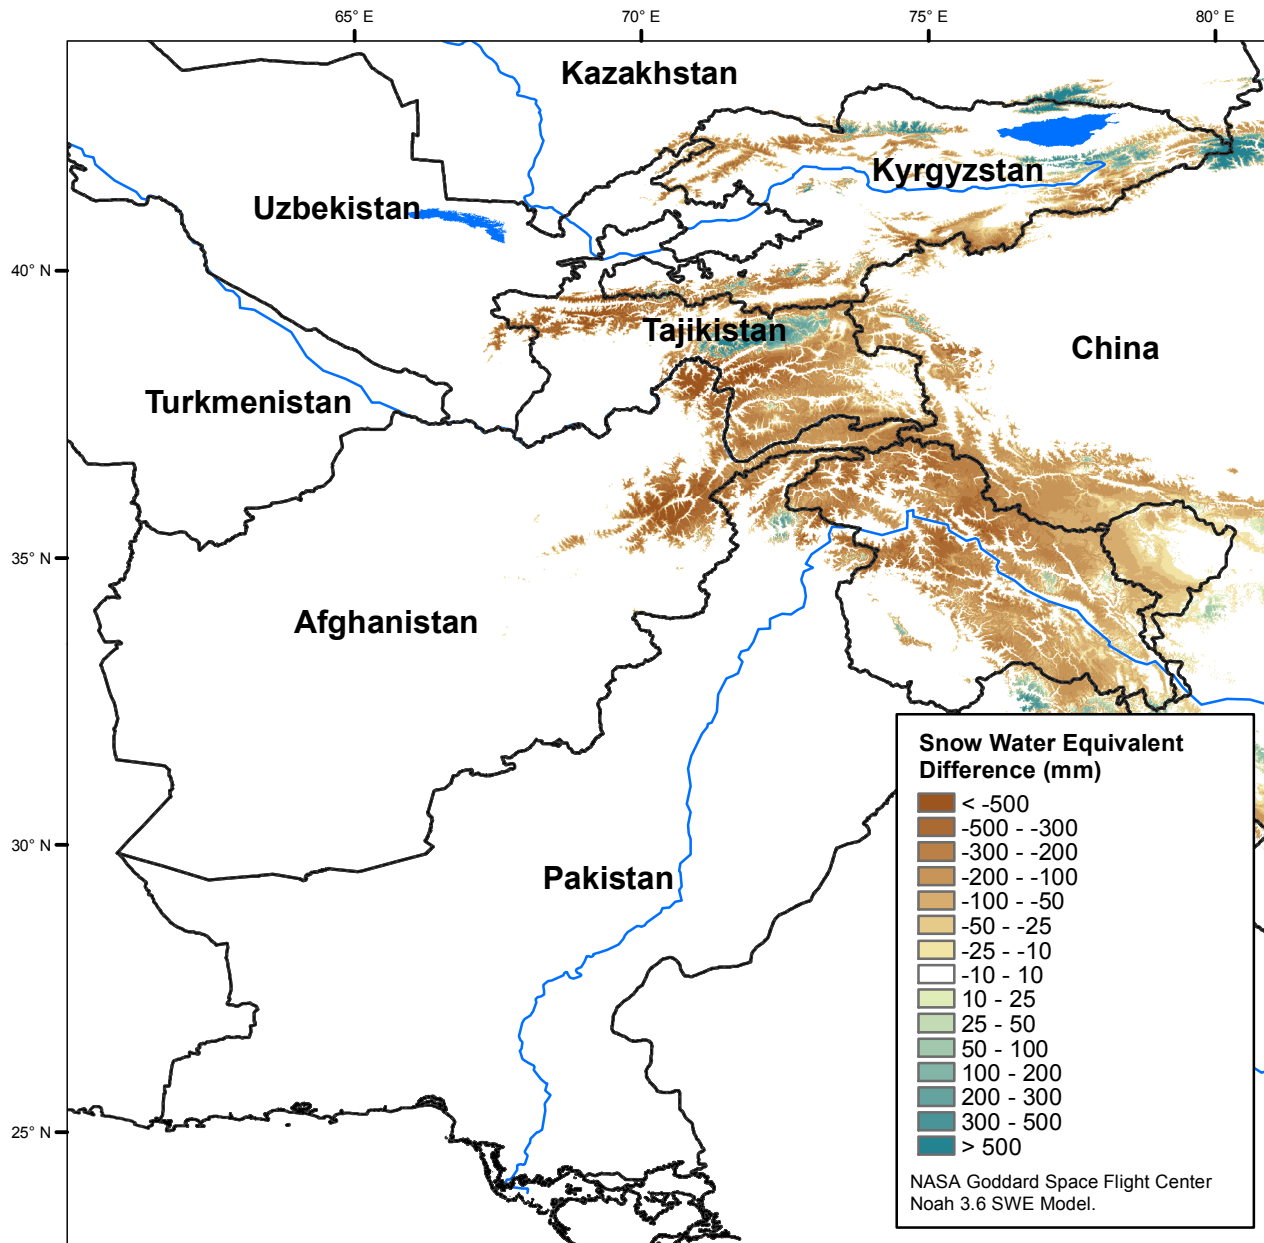 65° E
70° E
75° E
80° E
Kazakhstan
Kyrgyzstan
Uzbekistan
40° N
Tajikistan
China
Turkmenistan
35° N
Afghanistan
30° N
Pakistan
25° N
Snow Water Equivalent
Difference (mm)
< -500
-500 - -300
-300 - -200
-200 - -100
-100 - -50
-50 - -25
-25 - -10
-10 - 10
10 - 25
25 - 50
50 - 100
100 - 200
200 - 300
300 - 500
> 500
NASA Goddard Space Flight Center
Noah 3.6 SWE Model.